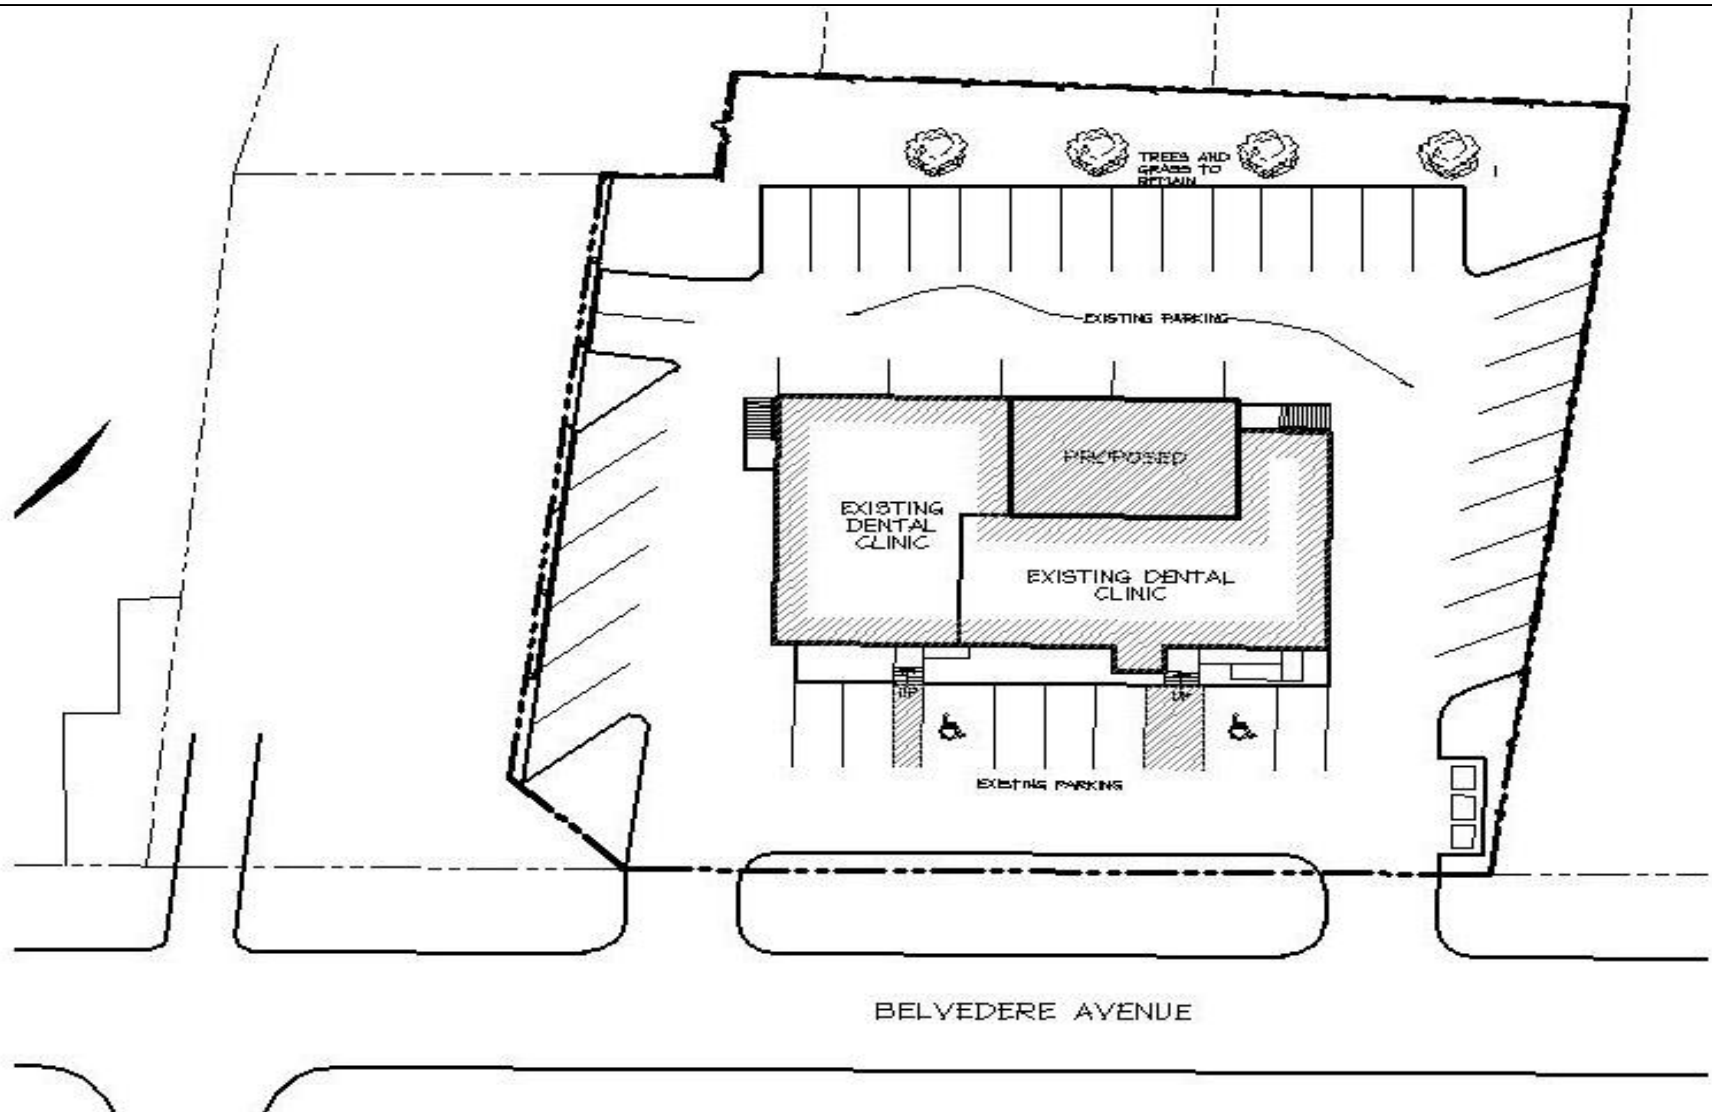 TREES AND
GRASS TO
REMAIN
EXISTING PARKING
PROPOSED
EXISTING
DENTAL
CLINIC
EXISTING DENTAL
CLINIC
UP
UP
EXISTING PARKING
BELVEDERE AVENUE